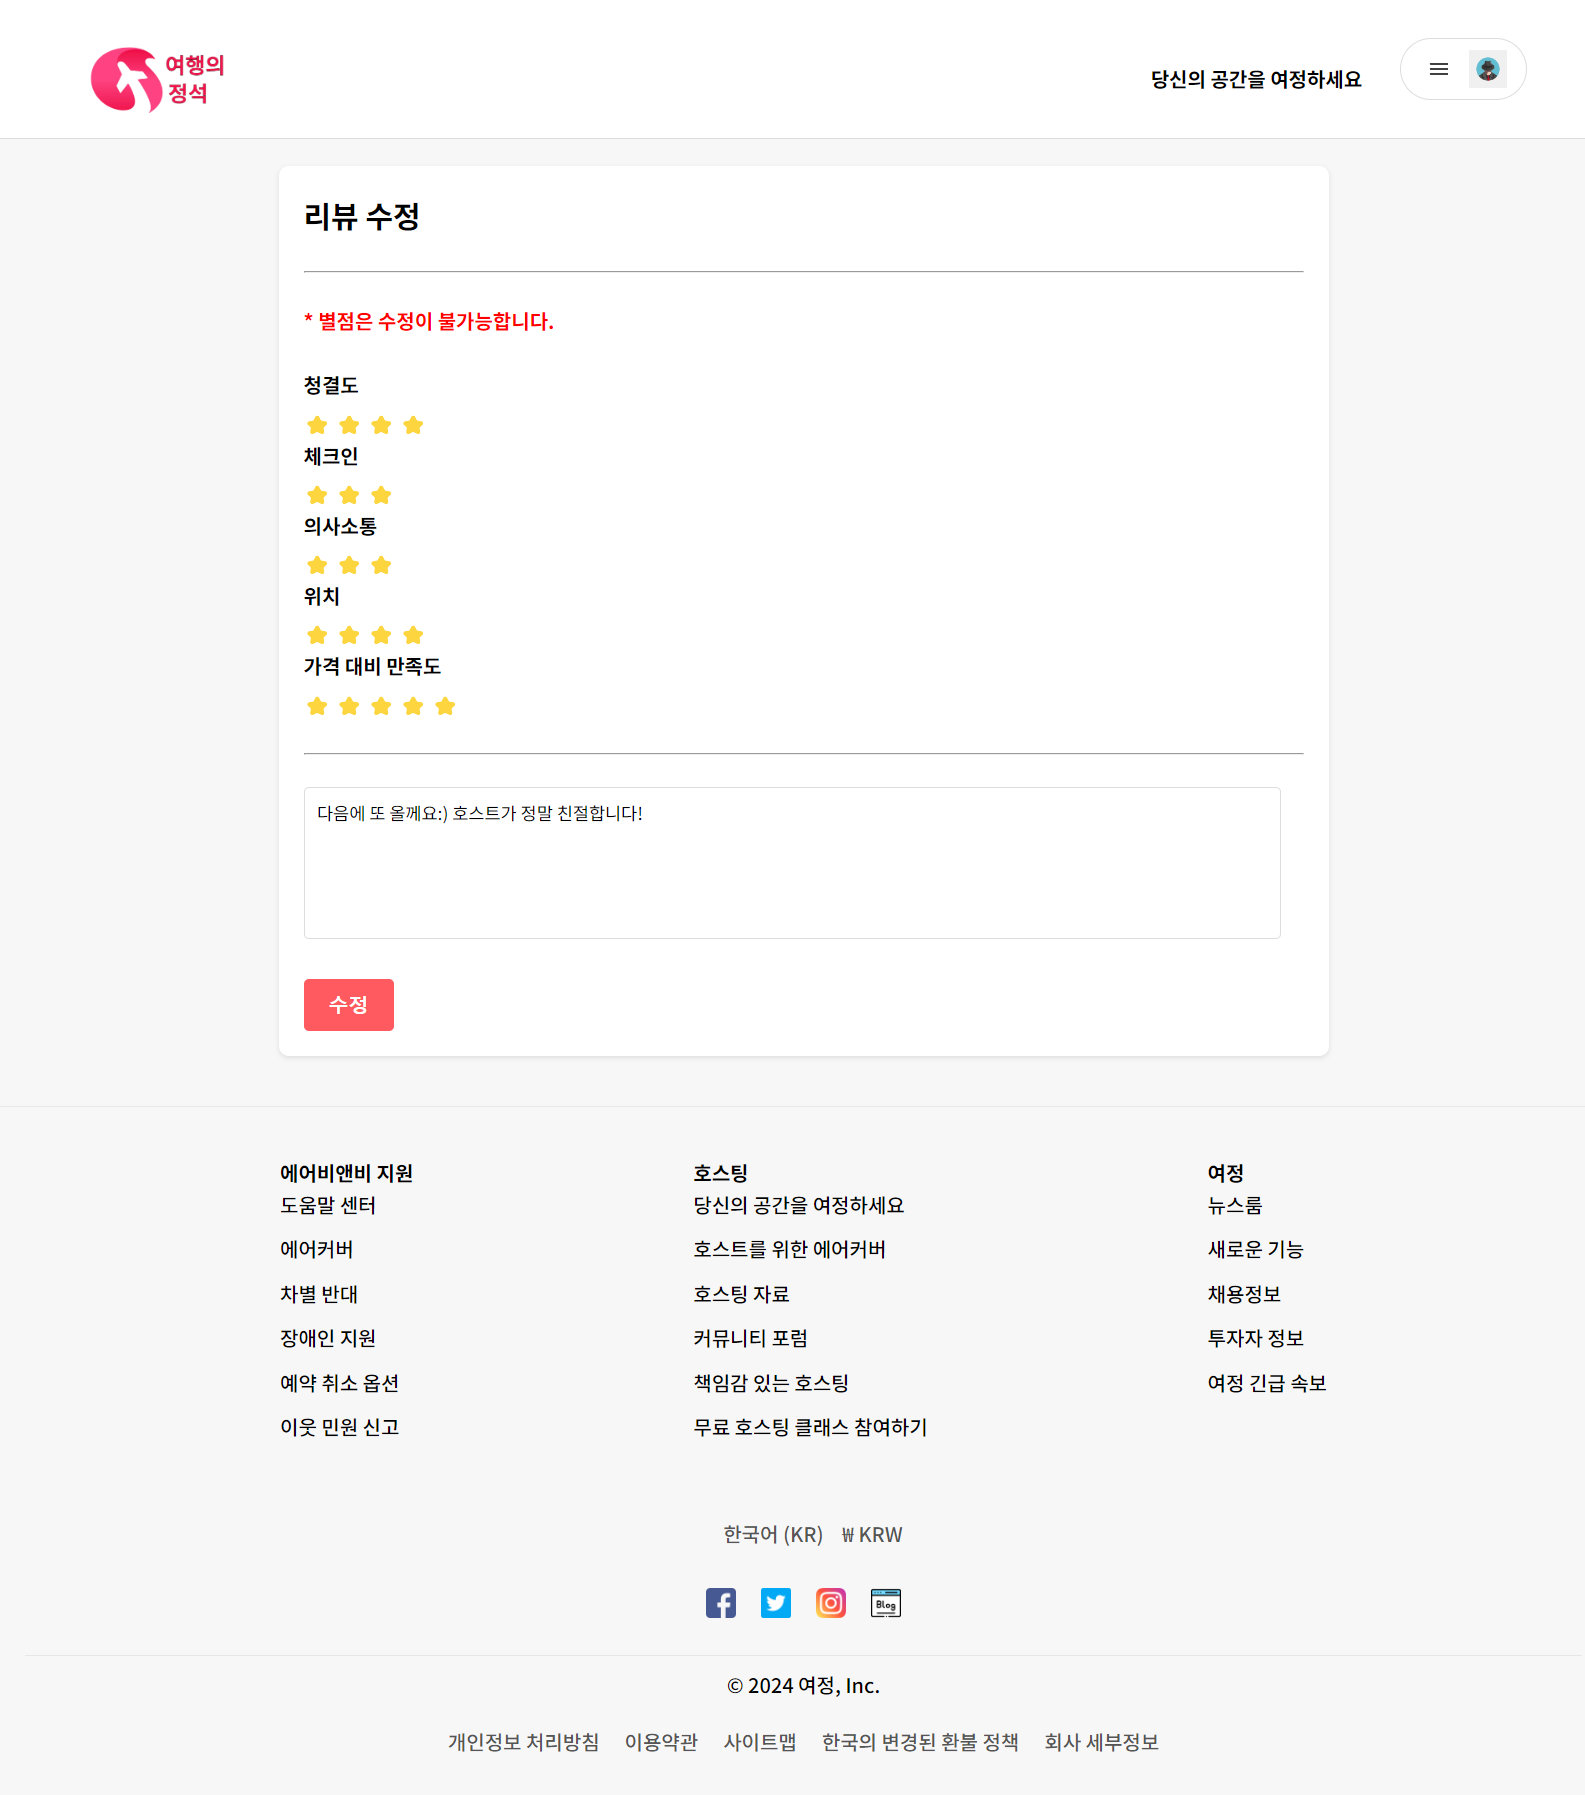 여행의
정석
당신의 공간을 여정하세요
리뷰 수정
* 별점은 수정이 불가능합니다.
청결도
체크인
의사소통
위치
가격 대비 만족도
다음에 또 올께요:) 호스트가 정말 친절합니다!
수정
에어비앤비 지원
도움말 센터
에어커버
차별 반대
장애인 지원
예약 취소 옵션
이웃 민원 신고
호스팅
당신의 공간을 여정하세요
호스트를 위한 에어커버
호스팅 자료
커뮤니티 포럼
책임감 있는 호스팅
무료 호스팅 클래스 참여하기
여정
뉴스룸
새로운 기능
채용정보
투자자 정보
여정 긴급 속보
한국어 (KR) ₩ KRW
Blog
© 2024 여정, Inc.
개인정보 처리방침 이용약관 사이트맵 한국의 변경된 환불 정책 회사 세부정보